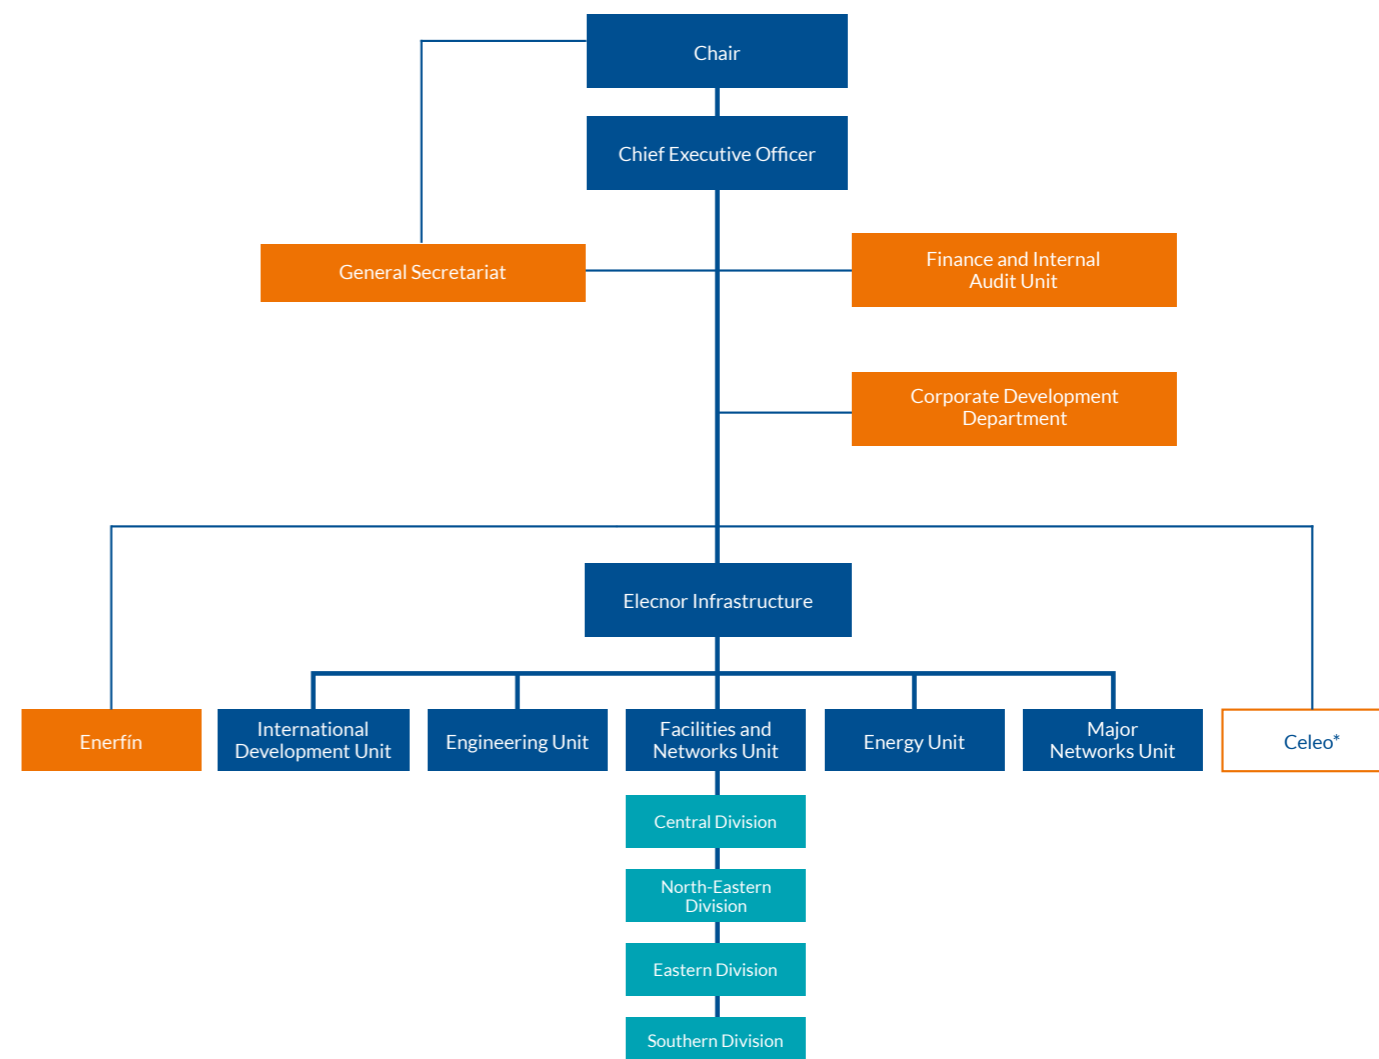 Chair
Chief Executive Officer
General Secretariat
Finance and Internal
Audit Unit
Corporate Development
Department
Elecnor Infrastructure
Enerfín
International
Development Unit
Engineering Unit
Facilities and
Networks Unit
Energy Unit
Major
Networks Unit
Celeo*
Central Division
North-Eastern
Division
Eastern Division
Southern Division